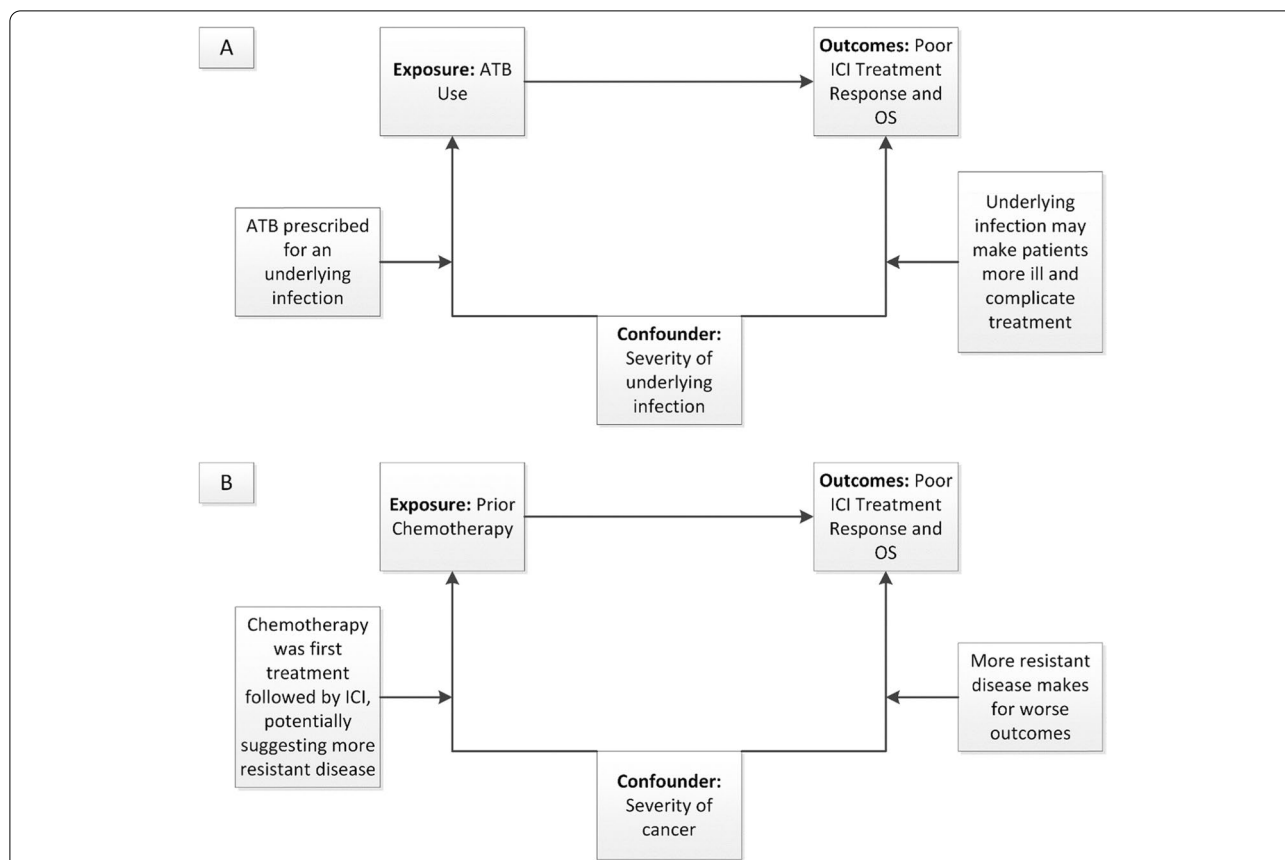 A
Exposure: ATB
Use
Outcomes: Poor
ICI Treatment
Response and
OS
ATB prescribed
for an
underlying
infection
Underlying
infection may
make patients
more ill and
complicate
treatment
Confounder:
Severity of
underlying
infection
B
Exposure: Prior
Chemotherapy
Outcomes: Poor
ICI Treatment
Response and
OS
Chemotherapy
was first
treatment
followed by ICI,
potentially
suggesting more
resistant disease
More resistant
disease makes
for worse
outcomes
Confounder:
Severity of
cancer